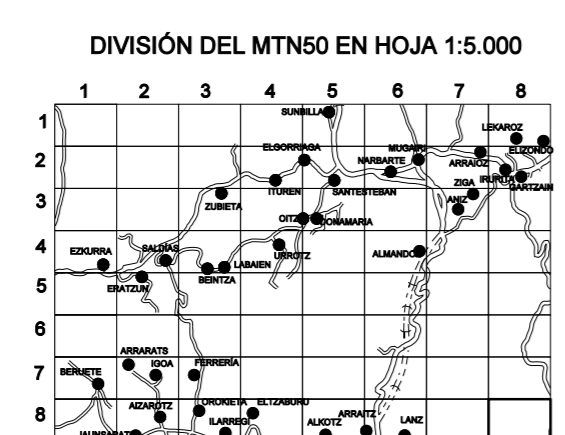 DIVISIÓN DEL MTN50 EN HOJA 1:5.000
1 2 3 4 5 6 7 8
1
SUNBILLA
LEKAROZ
2
ELGORRIAGA
MUGAIRI
ELIZONDO
NARBARTE
ARRAIOZ
IRURITA
GARTZAIN
ZIGA
3
ZUBIETA
ITUREN
SANTESTEBAN
ANIZ
OITZ
DONAMARIA
4
EZKURRA
SALDÍAS
URROTZ
ALMANDOZ
BEINTZA
LABAIEN
5
ERATZUN
6
ARRARATS
7
BERUETE
IGOA
FERRERÍA
8
AIZAROTZ
OROKIETA
ELTZABURU
ILARREGI
ALKOTZ
ARRAITZ
LANZ